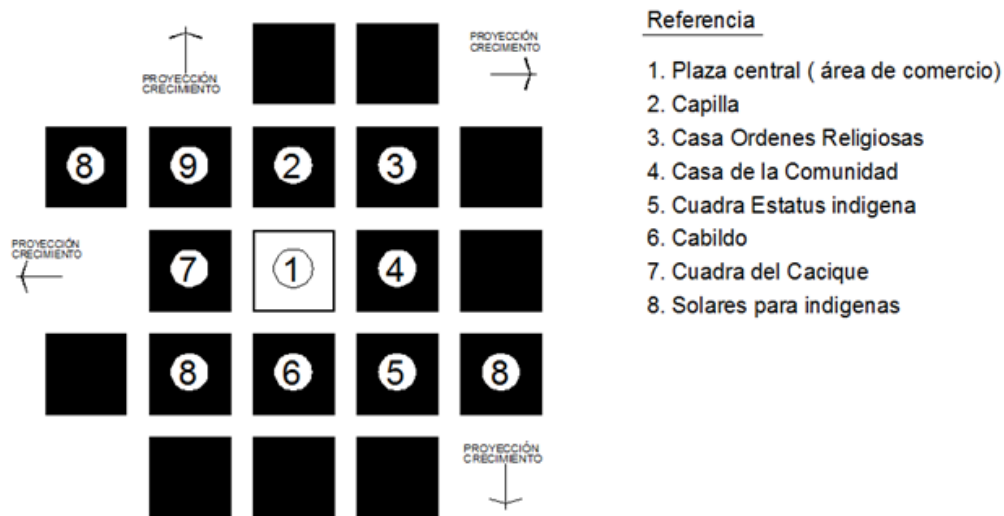 PROYECCIÓN
CRECIMIENTO
PROYECCIÓN
CRECIMIENTO
8 9 2 3
PROYECCIÓN
CRECIMIENTO
7 1 4
8 6 5 8
PROYECCIÓN
CRECIMIENTO
Referencia
1. Plaza central ( área de comercio)
2. Capilla
3. Casa Ordenes Religiosas
4. Casa de la Comunidad
5. Cuadra Estatus indigena
6. Cabildo
7. Cuadra del Cacique
8. Solares para indigenas